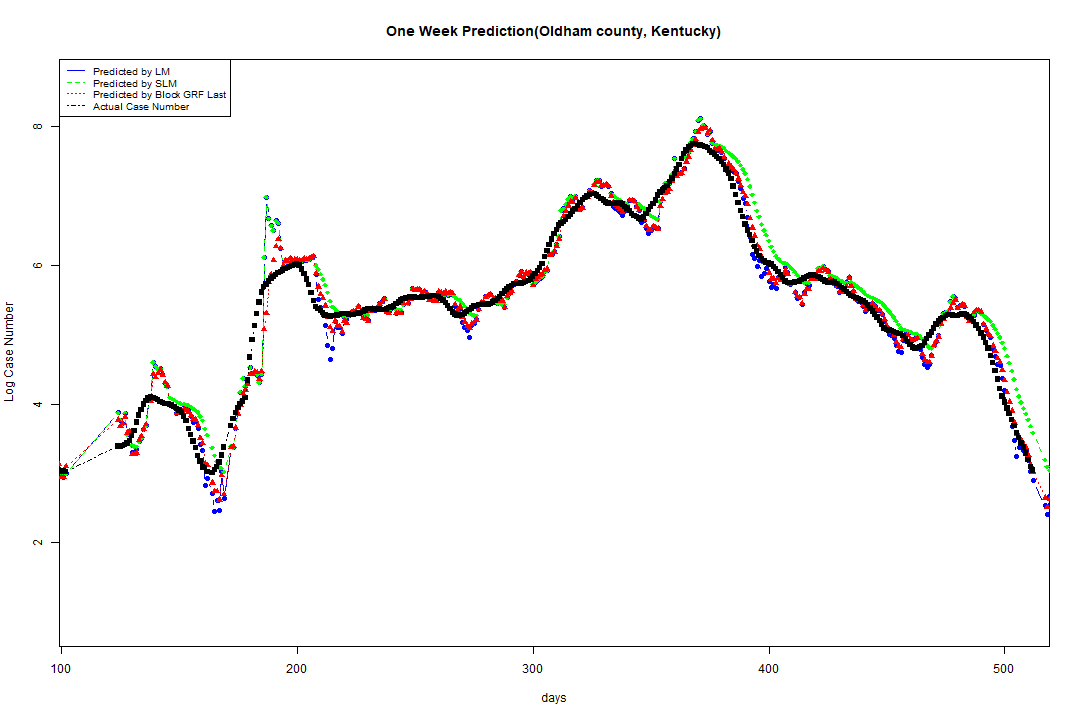 One Week Prediction(Oldham county, Kentucky)
Predicted by LM
Predicted by SLM
Predicted by Block GRF Last
Actual Case Number
8
6
4
2
Log Case Number
100 200 300 400 500
days